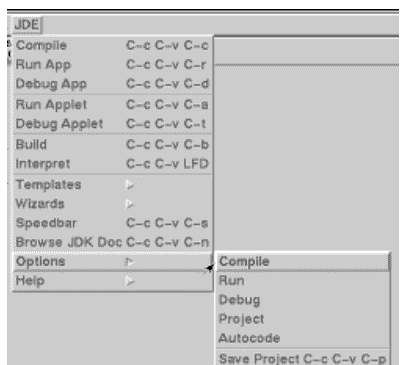 JDE
Compile C-c C-v C-c
Run App C-c C-v C-r
Debug App C-c C-v C-d
Run Applet C-c C-v C-a
Debug Applet C-c C-v C-t
Build C-c C-v C-b
Interpret C-c C-v LFD
Templates
Wizards
Speedbar C-c C-v C-s
Browse JDK Doc C-c C-v C-n
Options
Help
Compile
Run
Debug
Project
Autocode
Save Project C-c C-v C-p